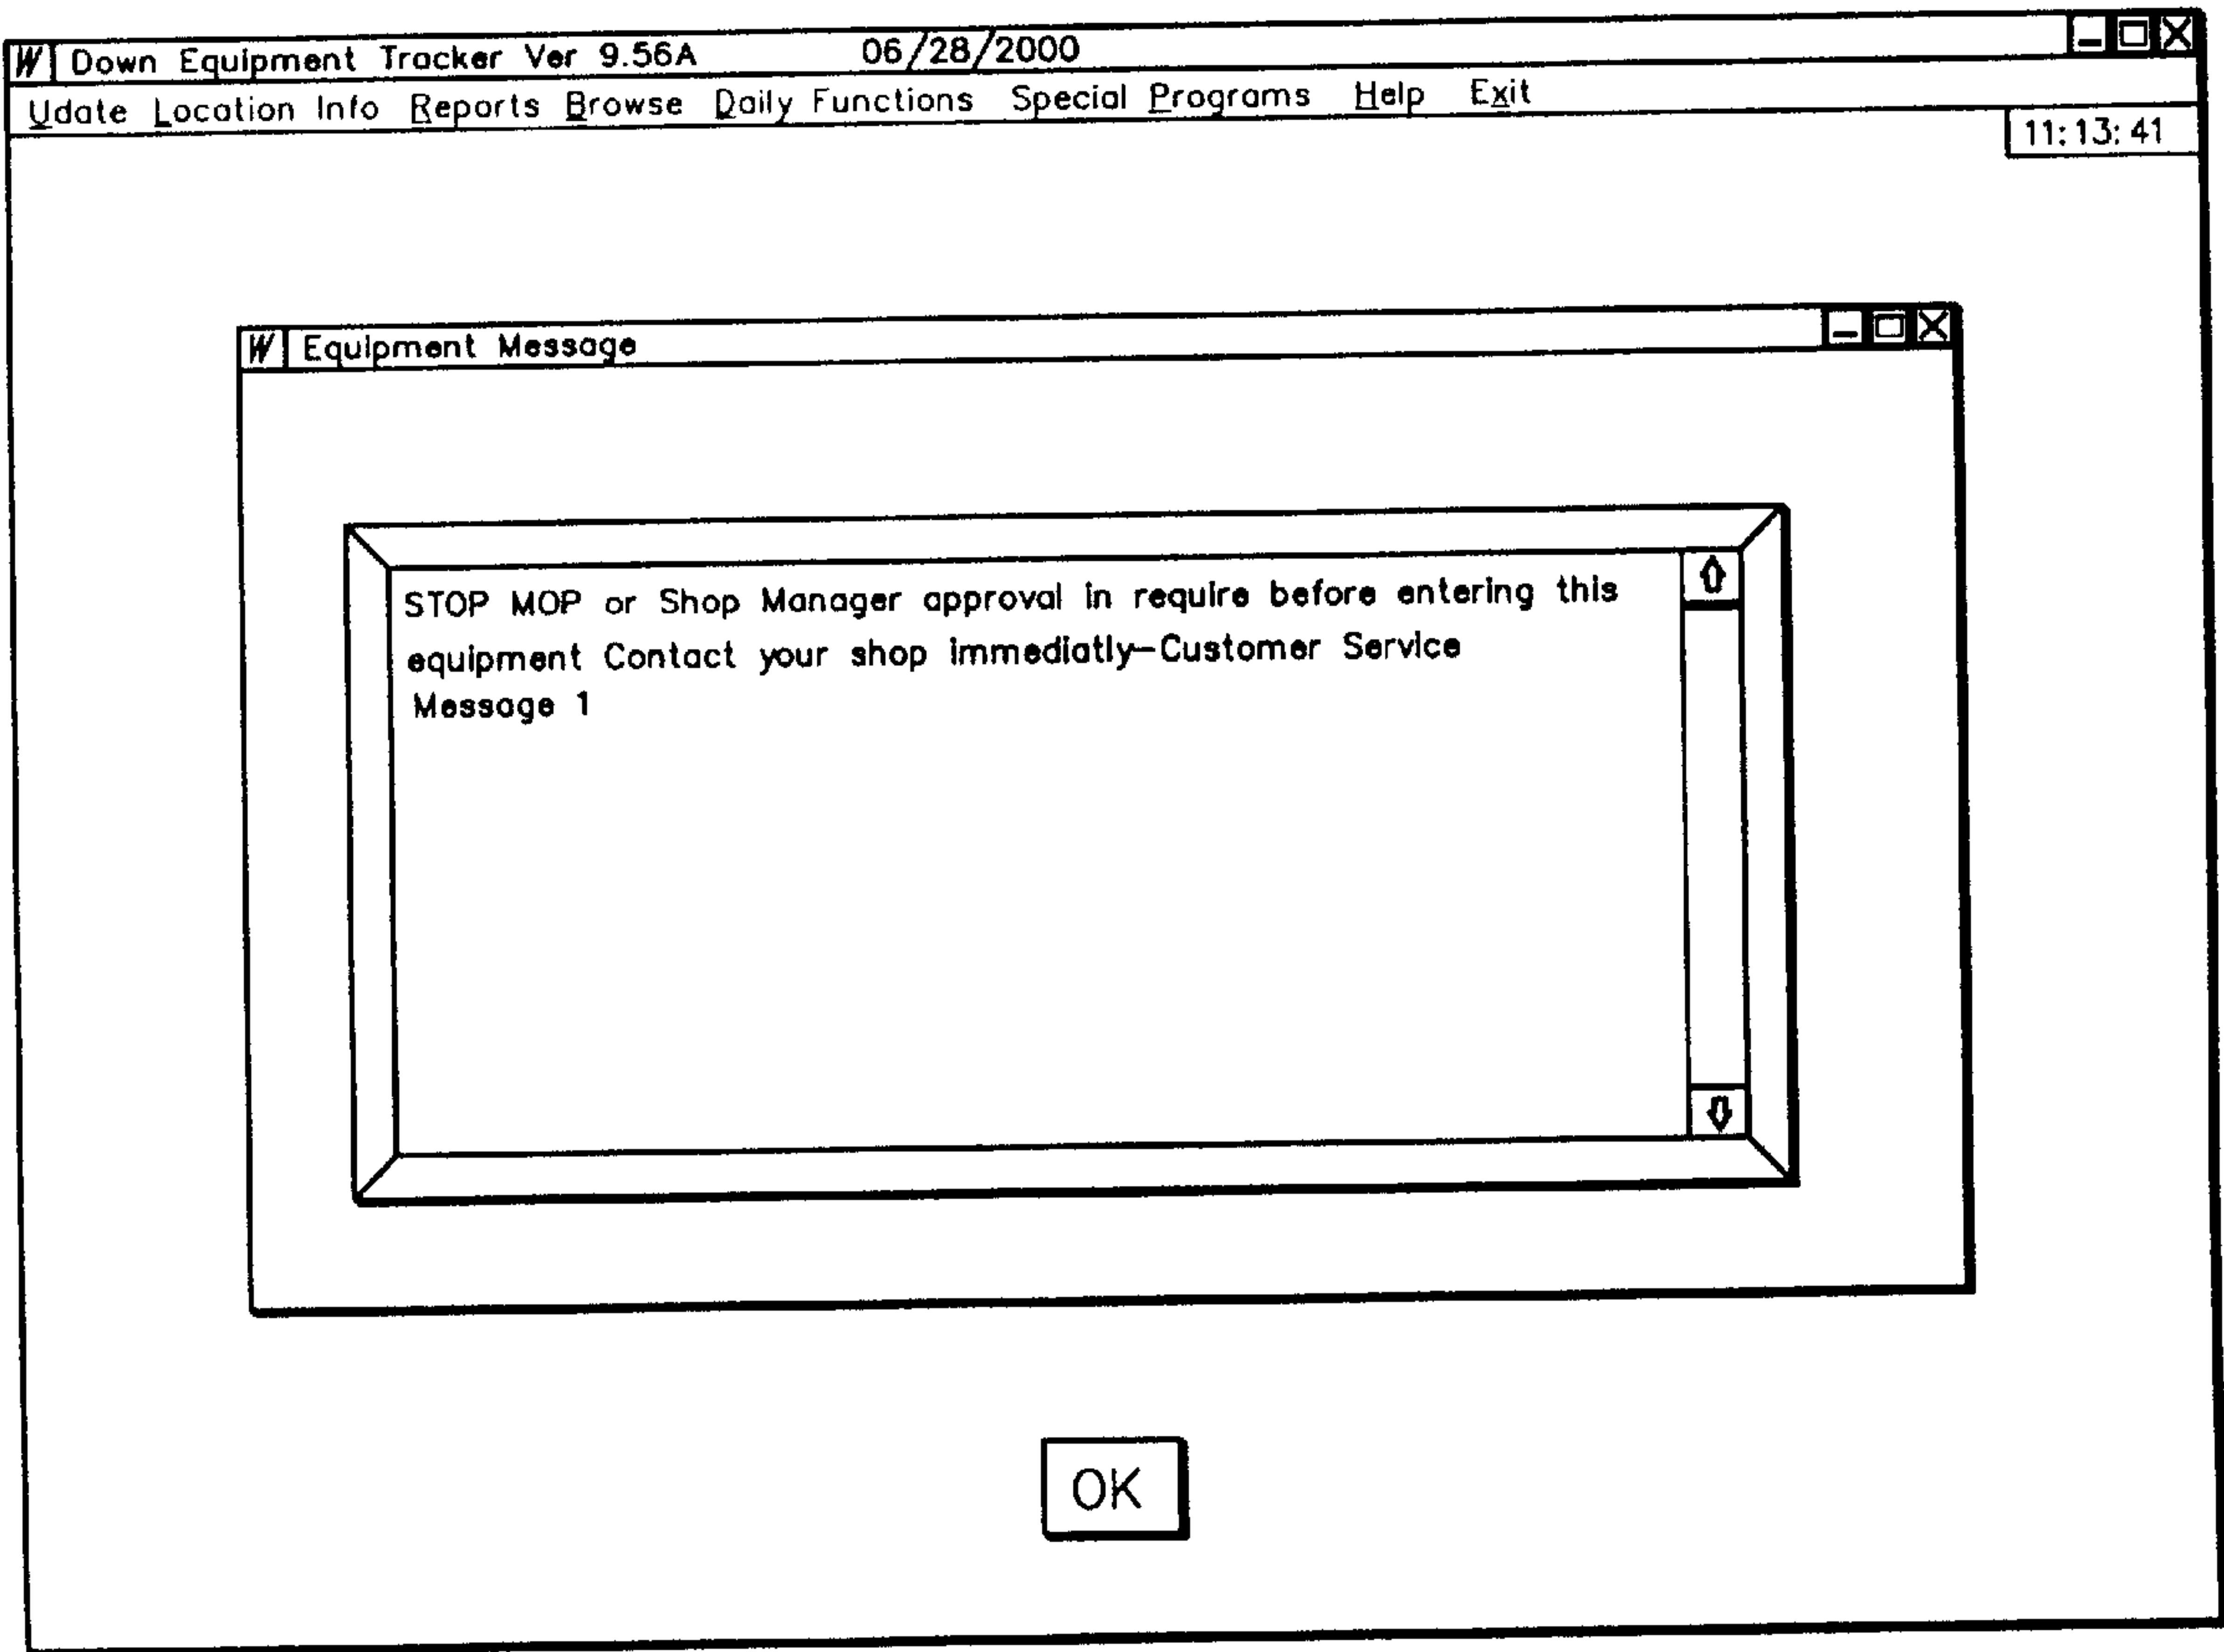 W Down Equipment Tracker Ver 9.56A 06/28/2000
Udate Location Info Reports Browse Daily Functions Special Programs Help Exit
11:13:41
W Equipment Message
STOP MOP or Shop Manager approval in require before entering this
equipment Contact your shop immediatly-Customer Service
Message 1
OK